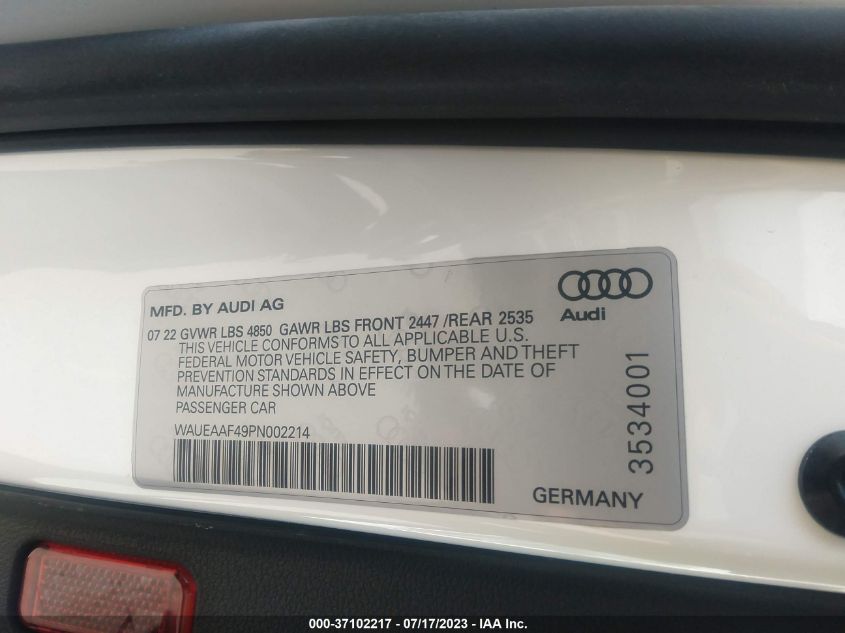 MFD. BY AUDI AG
Audi
07 22 GVWR LBS 4850 GAWR LBS FRONT 2447 /REAR 2535
THIS VEHICLE CONFORMS TO ALL APPLICABLE U.S.
FEDERAL MOTOR VEHICLE SAFETY, BUMPER AND THEFT
PREVENTION STANDARDS IN EFFECT ON THE DATE OF
MANUFACTURE SHOWN ABOVE
PASSENGER CAR
WAUEAAF49PN002214
3534001
GERMANY
000-37102217 - 07/17/2023 - IAA Inc.